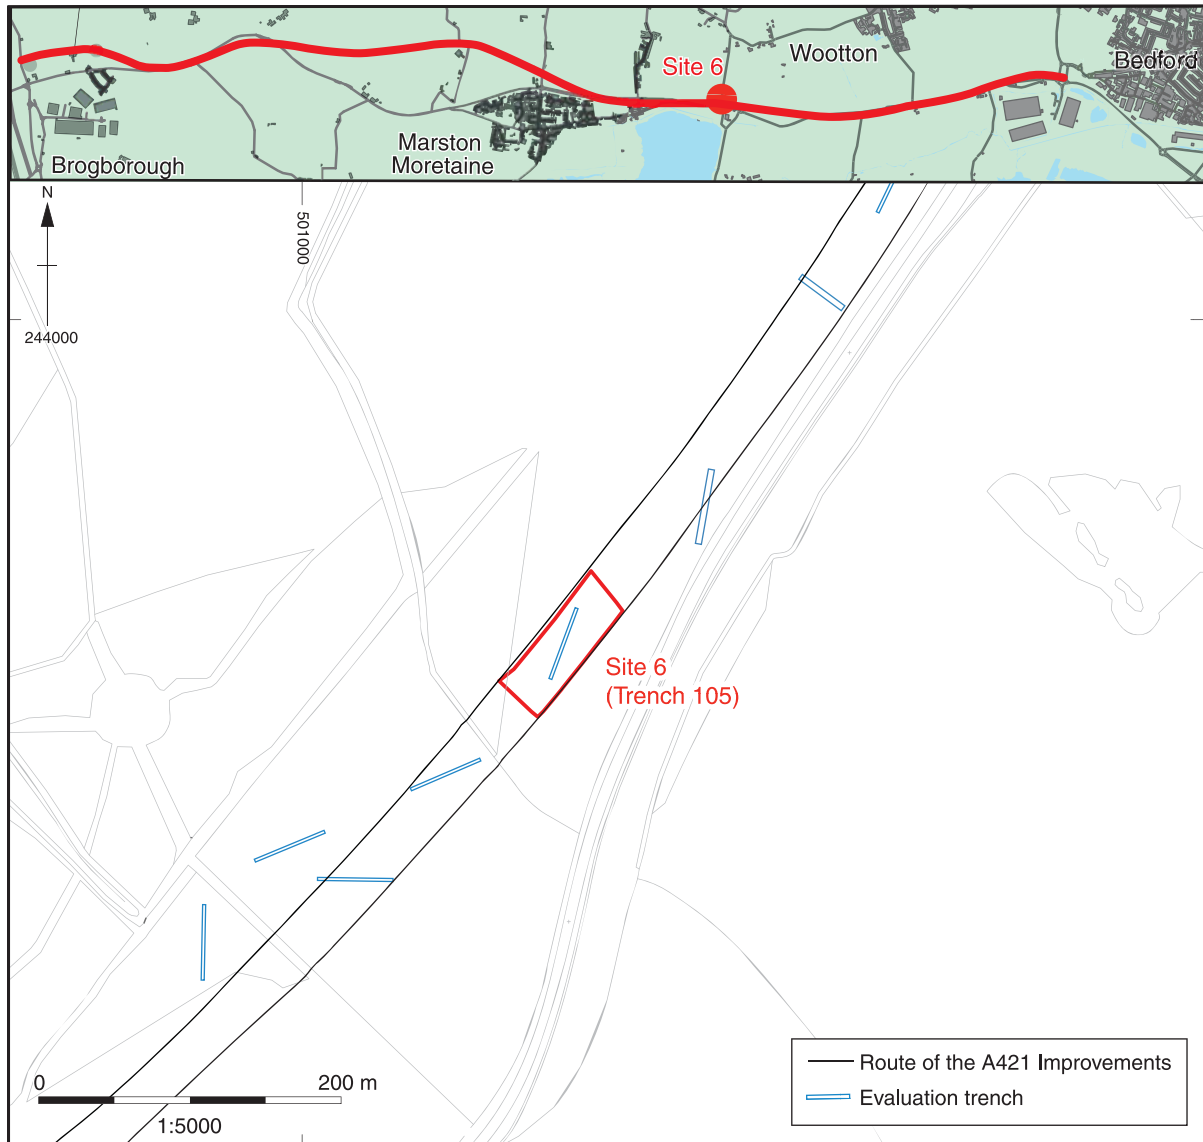 Wootton
Bedford
Site 6
Marston
Moretaine
Brogborough
N
501000
244000
Site 6
(Trench 105)
0 200 m
1:5000
Route of the A421 Improvements
Evaluation trench